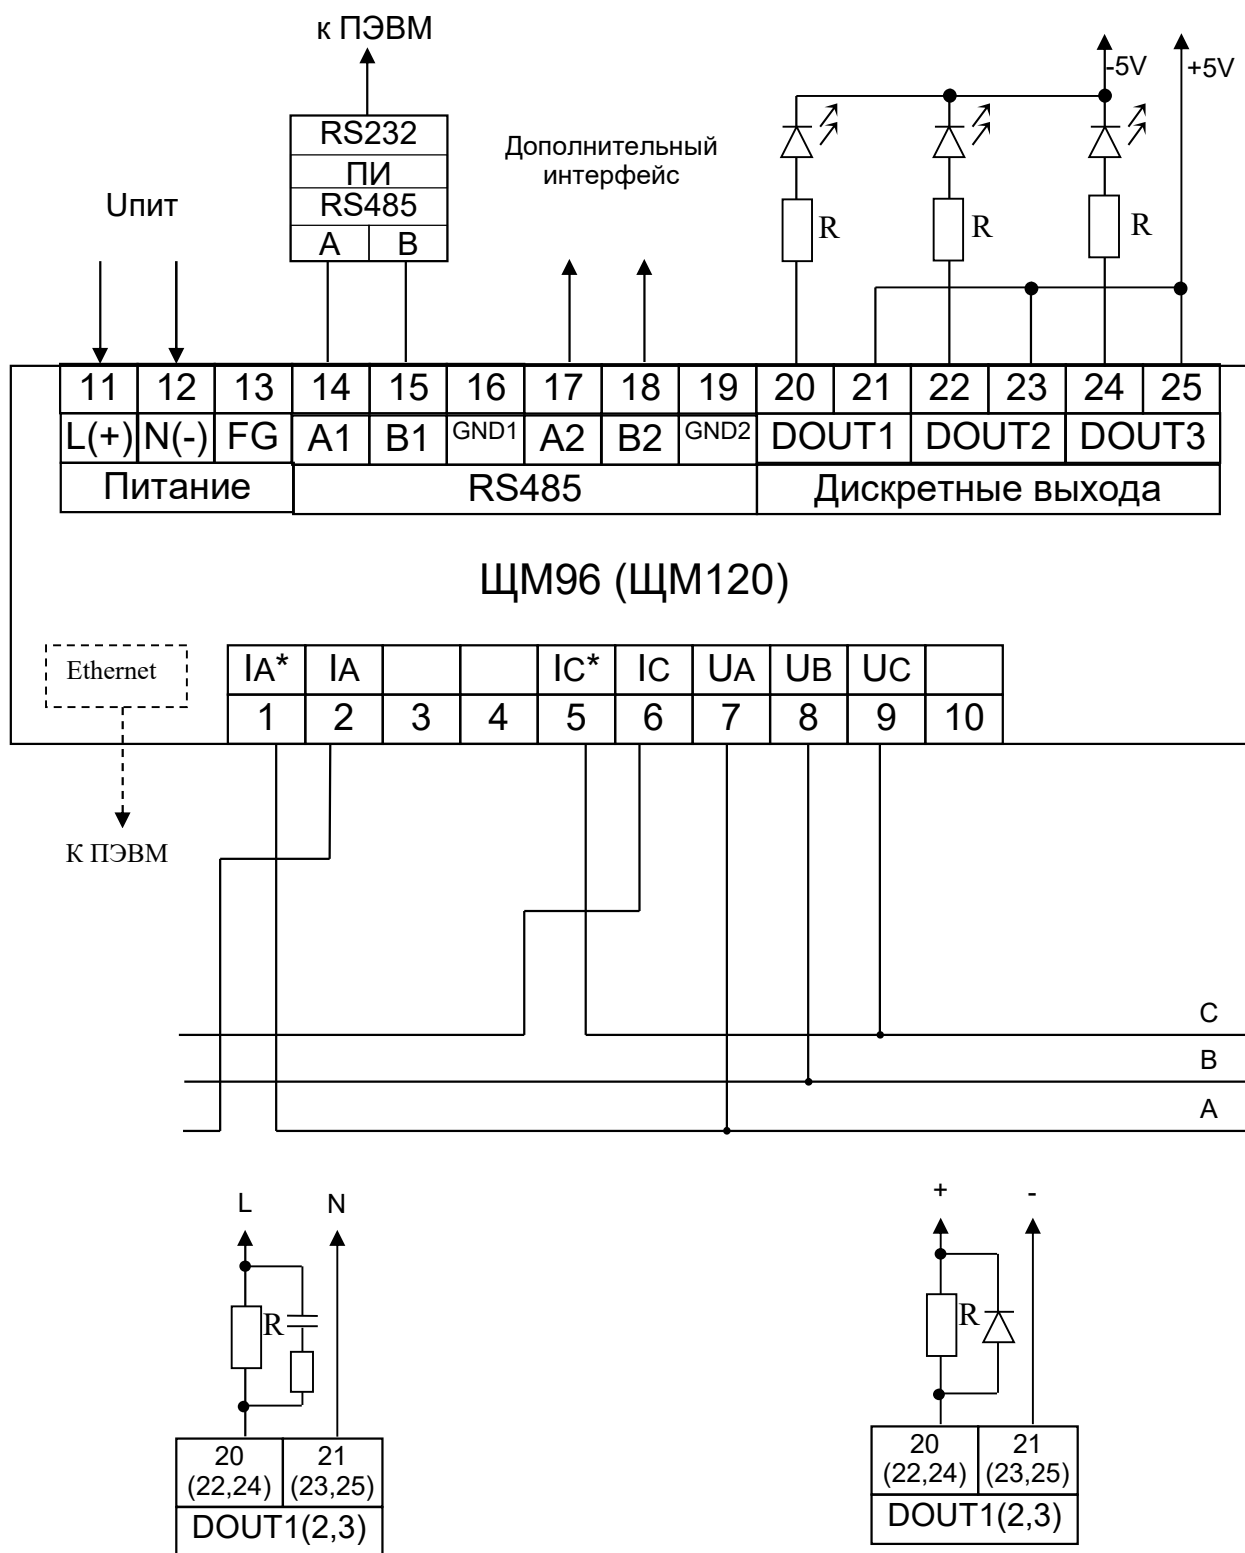 к ПЭВМ
-5V
+5V
RS232
ПИ
RS485
A B
Дополнительный
интерфейс
Uпит
R
R
R
11 12 13 14 15 16 17 18 19 20 21 22 23 24 25
L(+) N(-) FG A1 B1 GND1 A2 B2 GND2 DOUT1 DOUT2 DOUT3
Питание RS485 Дискретные выхода
ЩМ96 (ЩМ120)
Ethernet
IA* IA IC* IC UA UB UC
1 2 3 4 5 6 7 8 9 10
К ПЭВМ
C
B
A
L N
R
20 21
(22,24) (23,25)
DOUT1(2,3)
+ -
R
20 21
(22,24) (23,25)
DOUT1(2,3)